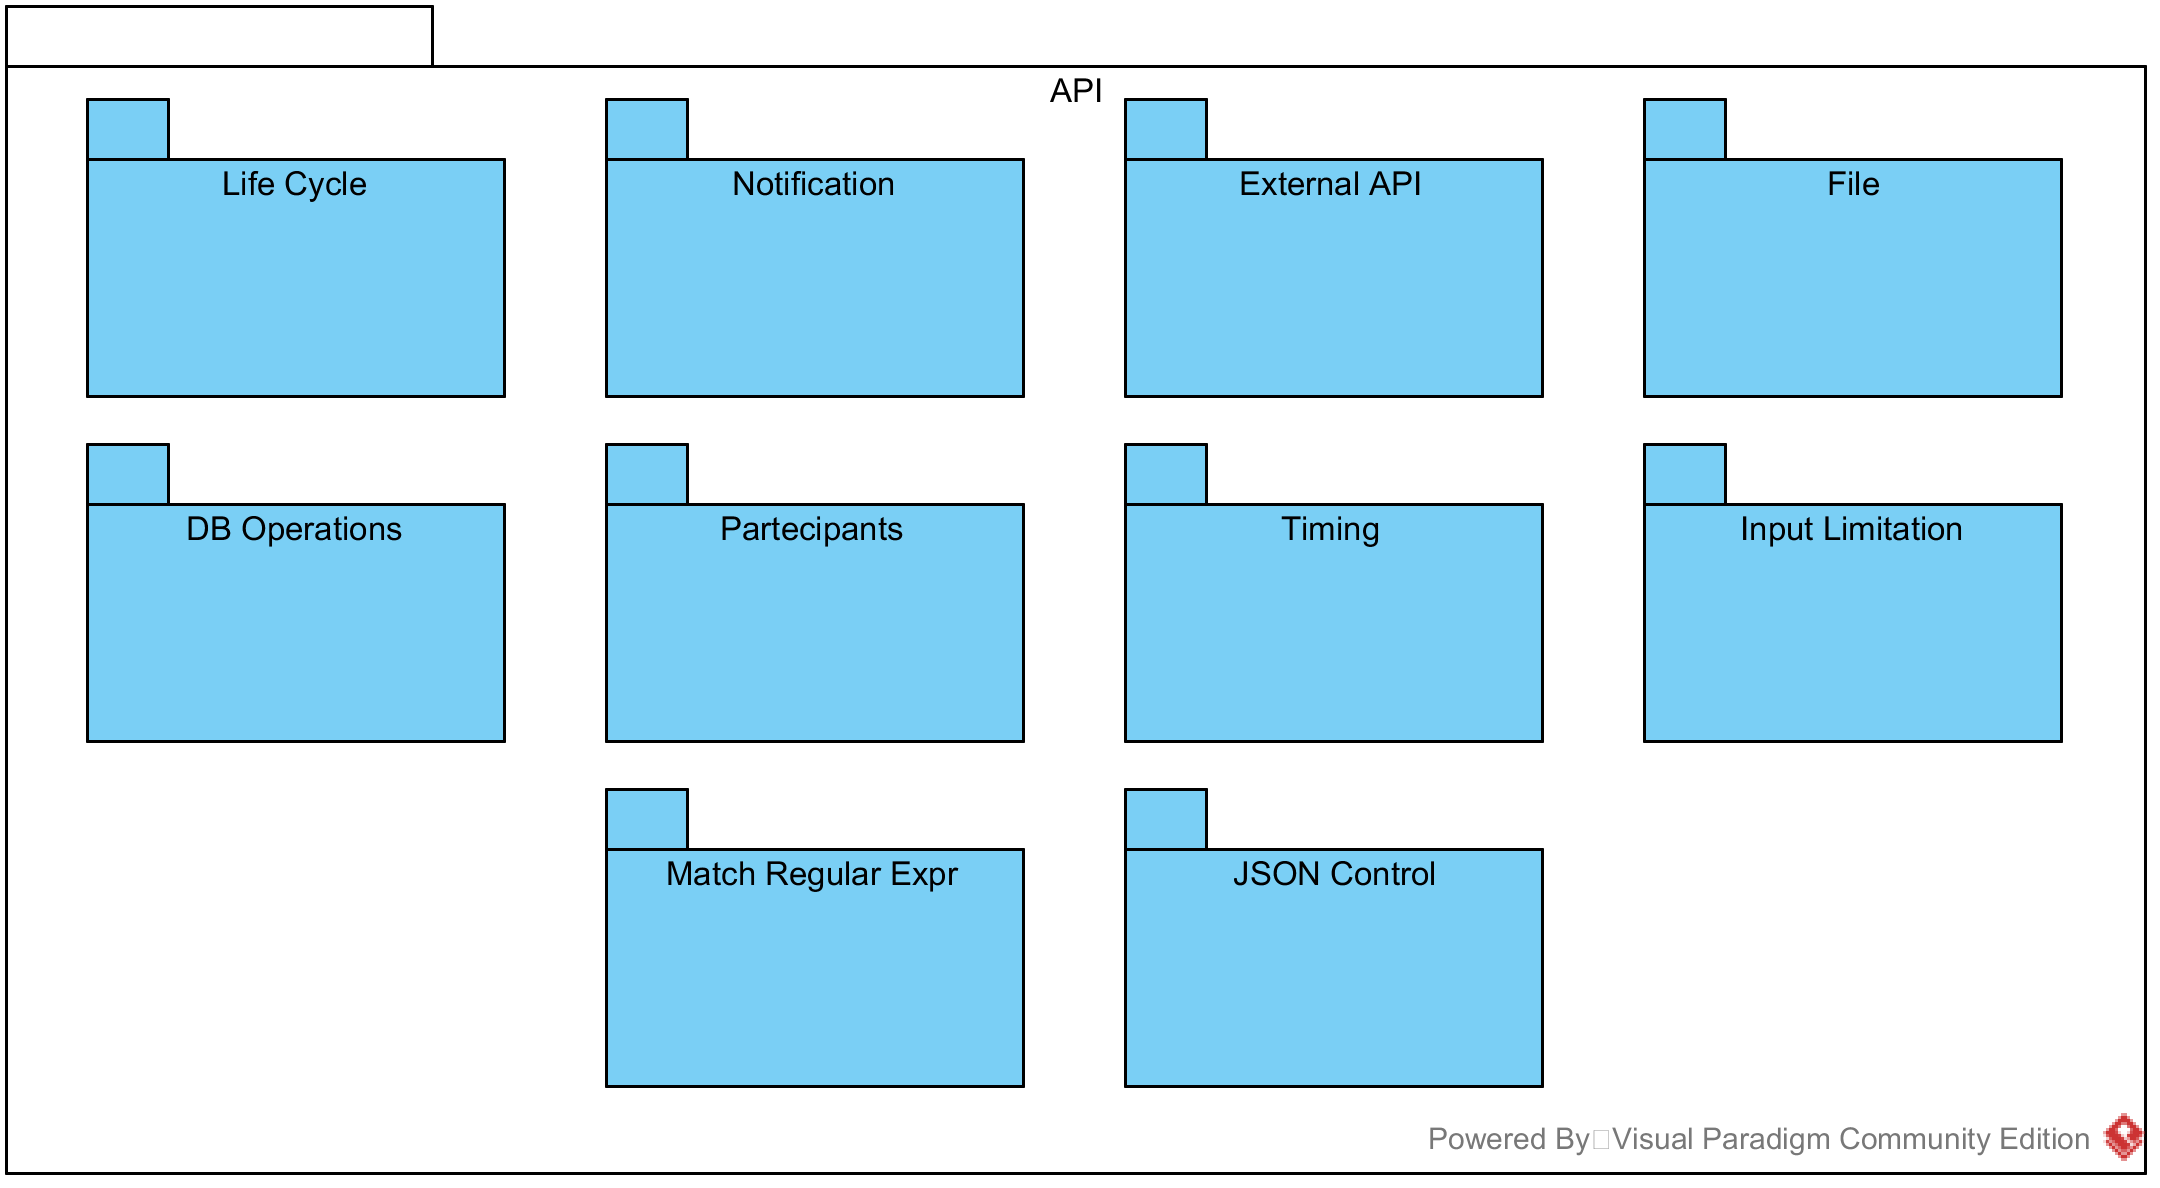 API
Life Cycle
Notification
External API
File
DB Operations
Partecipants
Timing
Input Limitation
Match Regular Expr
JSON Control
Powered By Visual Paradigm Community Edition